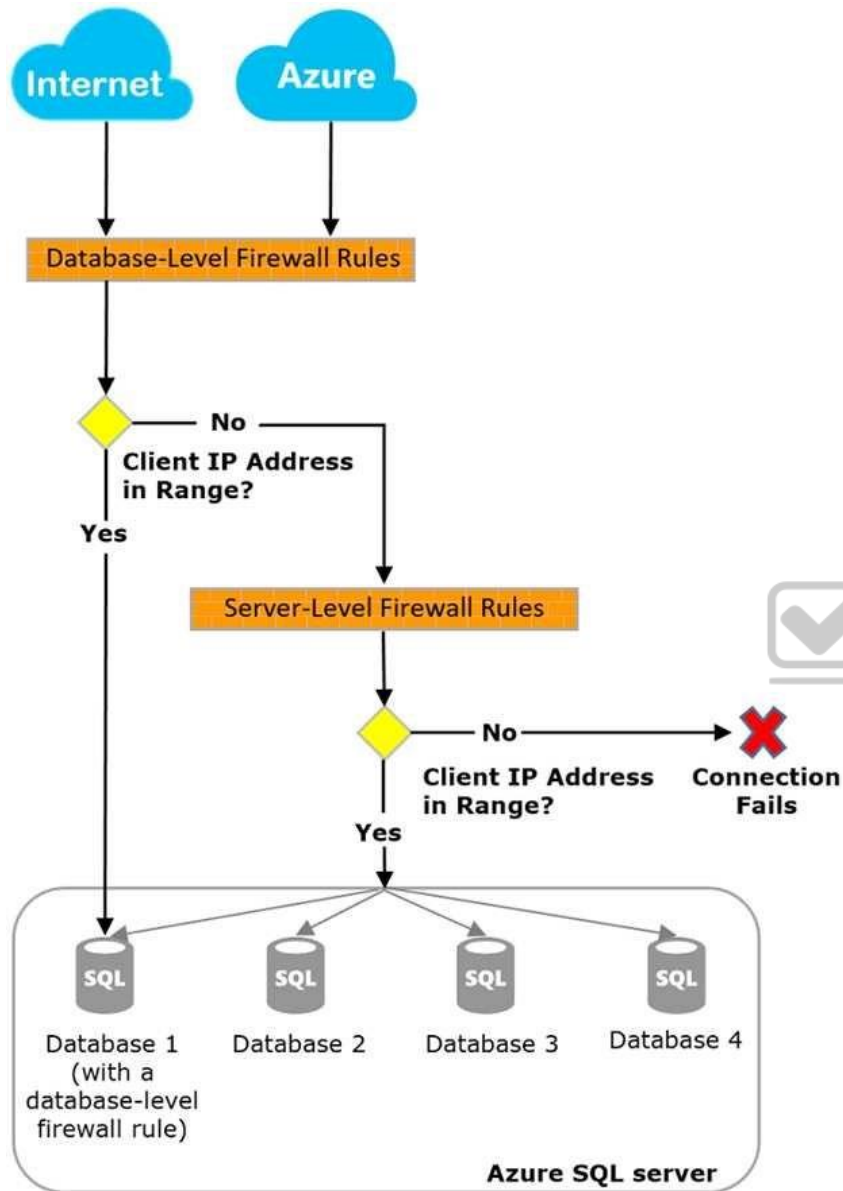 Internet
Azure
Database-Level Firewall Rules
No
Client IP Address
in Range?
Yes
Server-Level Firewall Rules
No
Client IP Address
in Range?
Connection
Fails
Yes
SQL
SQL
SQL
SQL
Database 1
(with a
database-level
firewall rule)
Database 2
Database 3
Database 4
Azure SQL server